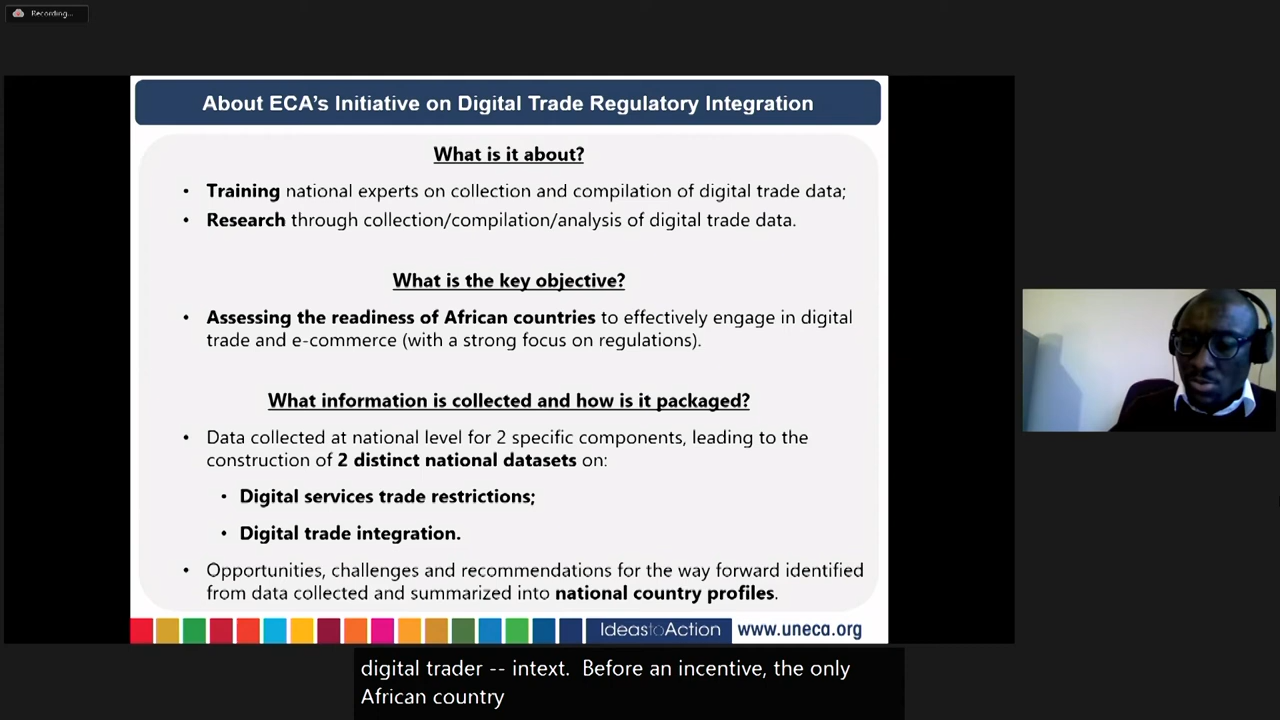 Recording...
About ECA's Initiative on Digital Trade Regulatory Integration
What is it about?
• Training national experts on collection and compilation of digital trade data;
• Research through collection/compilation/analysis of digital trade data.
What is the key objective?
• Assessing the readiness of African countries to effectively engage in digital
trade and e-commerce (with a strong focus on regulations).
What information is collected and how is it packaged?
• Data collected at national level for 2 specific components, leading to the
construction of 2 distinct national datasets on:
• Digital services trade restrictions;
• Digital trade integration.
• Opportunities, challenges and recommendations for the way forward identified
from data collected and summarized into national country profiles.
IdeastoAction www.uneca.org
digital trader -- intext. Before an incentive, the only
African country